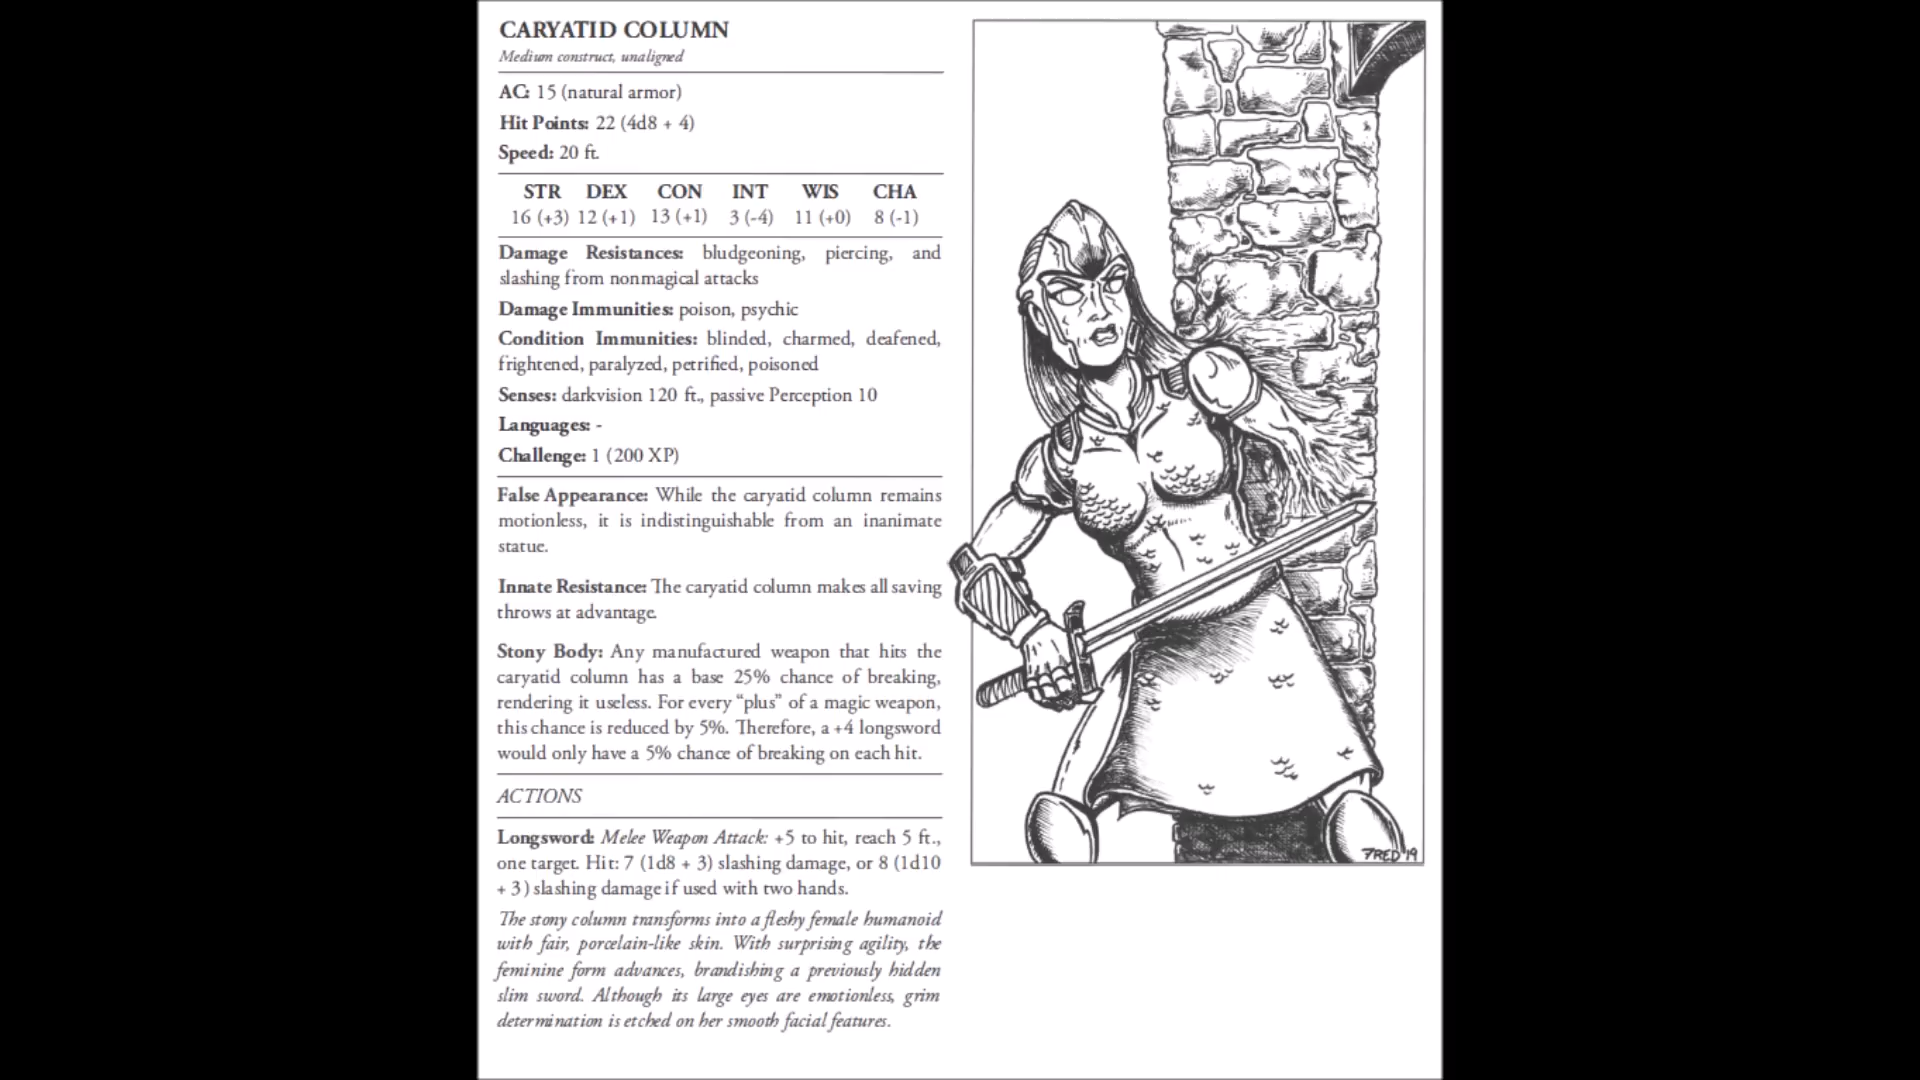 CARYATID COLUMN
Medium construct, unaligned
AC: 15 (natural armor)
Hit Points: 22 (4d8 + 4)
Speed: 20 ft.
STR DEX CON INT WIS CHA
16 (+3) 12 (+1) 13 (+1) 3 (-4) 11 (+0) 8 (-1)
Damage Resistances: bludgeoning, piercing, and
slashing from nonmagical attacks
Damage Immunities: poison, psychic
Condition Immunities: blinded, charmed, deafened,
frightened, paralyzed, petrified, poisoned
Senses: darkvision 120 ft., passive Perception 10
Languages: -
Challenge: 1 (200 XP)
False Appearance: While the caryatid column remains
motionless, it is indistinguishable from an inanimate
statue.
Innate Resistance: The caryatid column makes all saving
throws at advantage.
Stony Body: Any manufactured weapon that hits the
caryatid column has a base 25% chance of breaking,
rendering it useless. For every “plus” of a magic weapon,
this chance is reduced by 5%. Therefore, a +4 longsword
would only have a 5% chance of breaking on each hit.
ACTIONS
Longsword: Melee Weapon Attack: +5 to hit, reach 5 ft.,
one target. Hit: 7 (1d8 + 3) slashing damage, or 8 (1d10
+ 3) slashing damage if used with two hands.
The stony column transforms into a fleshy female humanoid
with fair, porcelain-like skin. With surprising agility, the
feminine form advances, brandishing a previously hidden
slim sword. Although its large eyes are emotionless, grim
determination is etched on her smooth facial features.
FRED '19